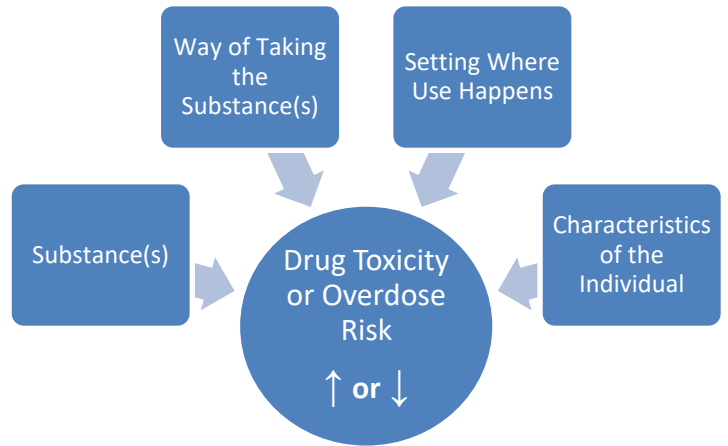 Way of Taking
the
Substance(s)
Setting Where
Use Happens
Substance(s)
Characteristics
of the
Individual
Drug Toxicity
or Overdose
Risk
↑ or ↓